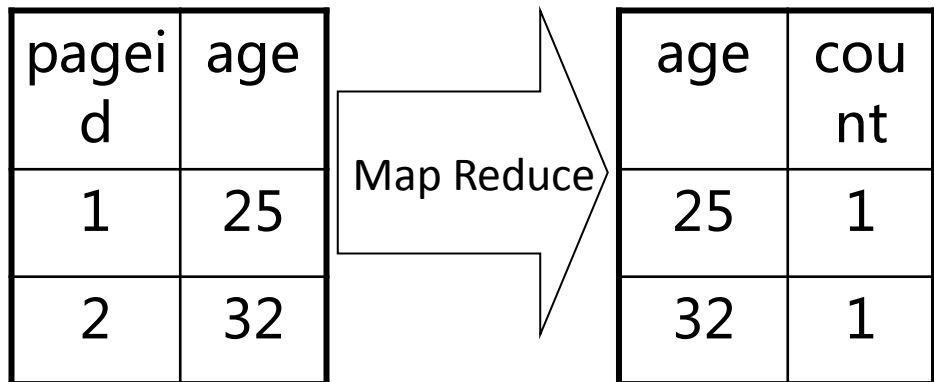 pagei age
d
1 25
2 32
Map Reduce
age cou
nt
25 1
32 1